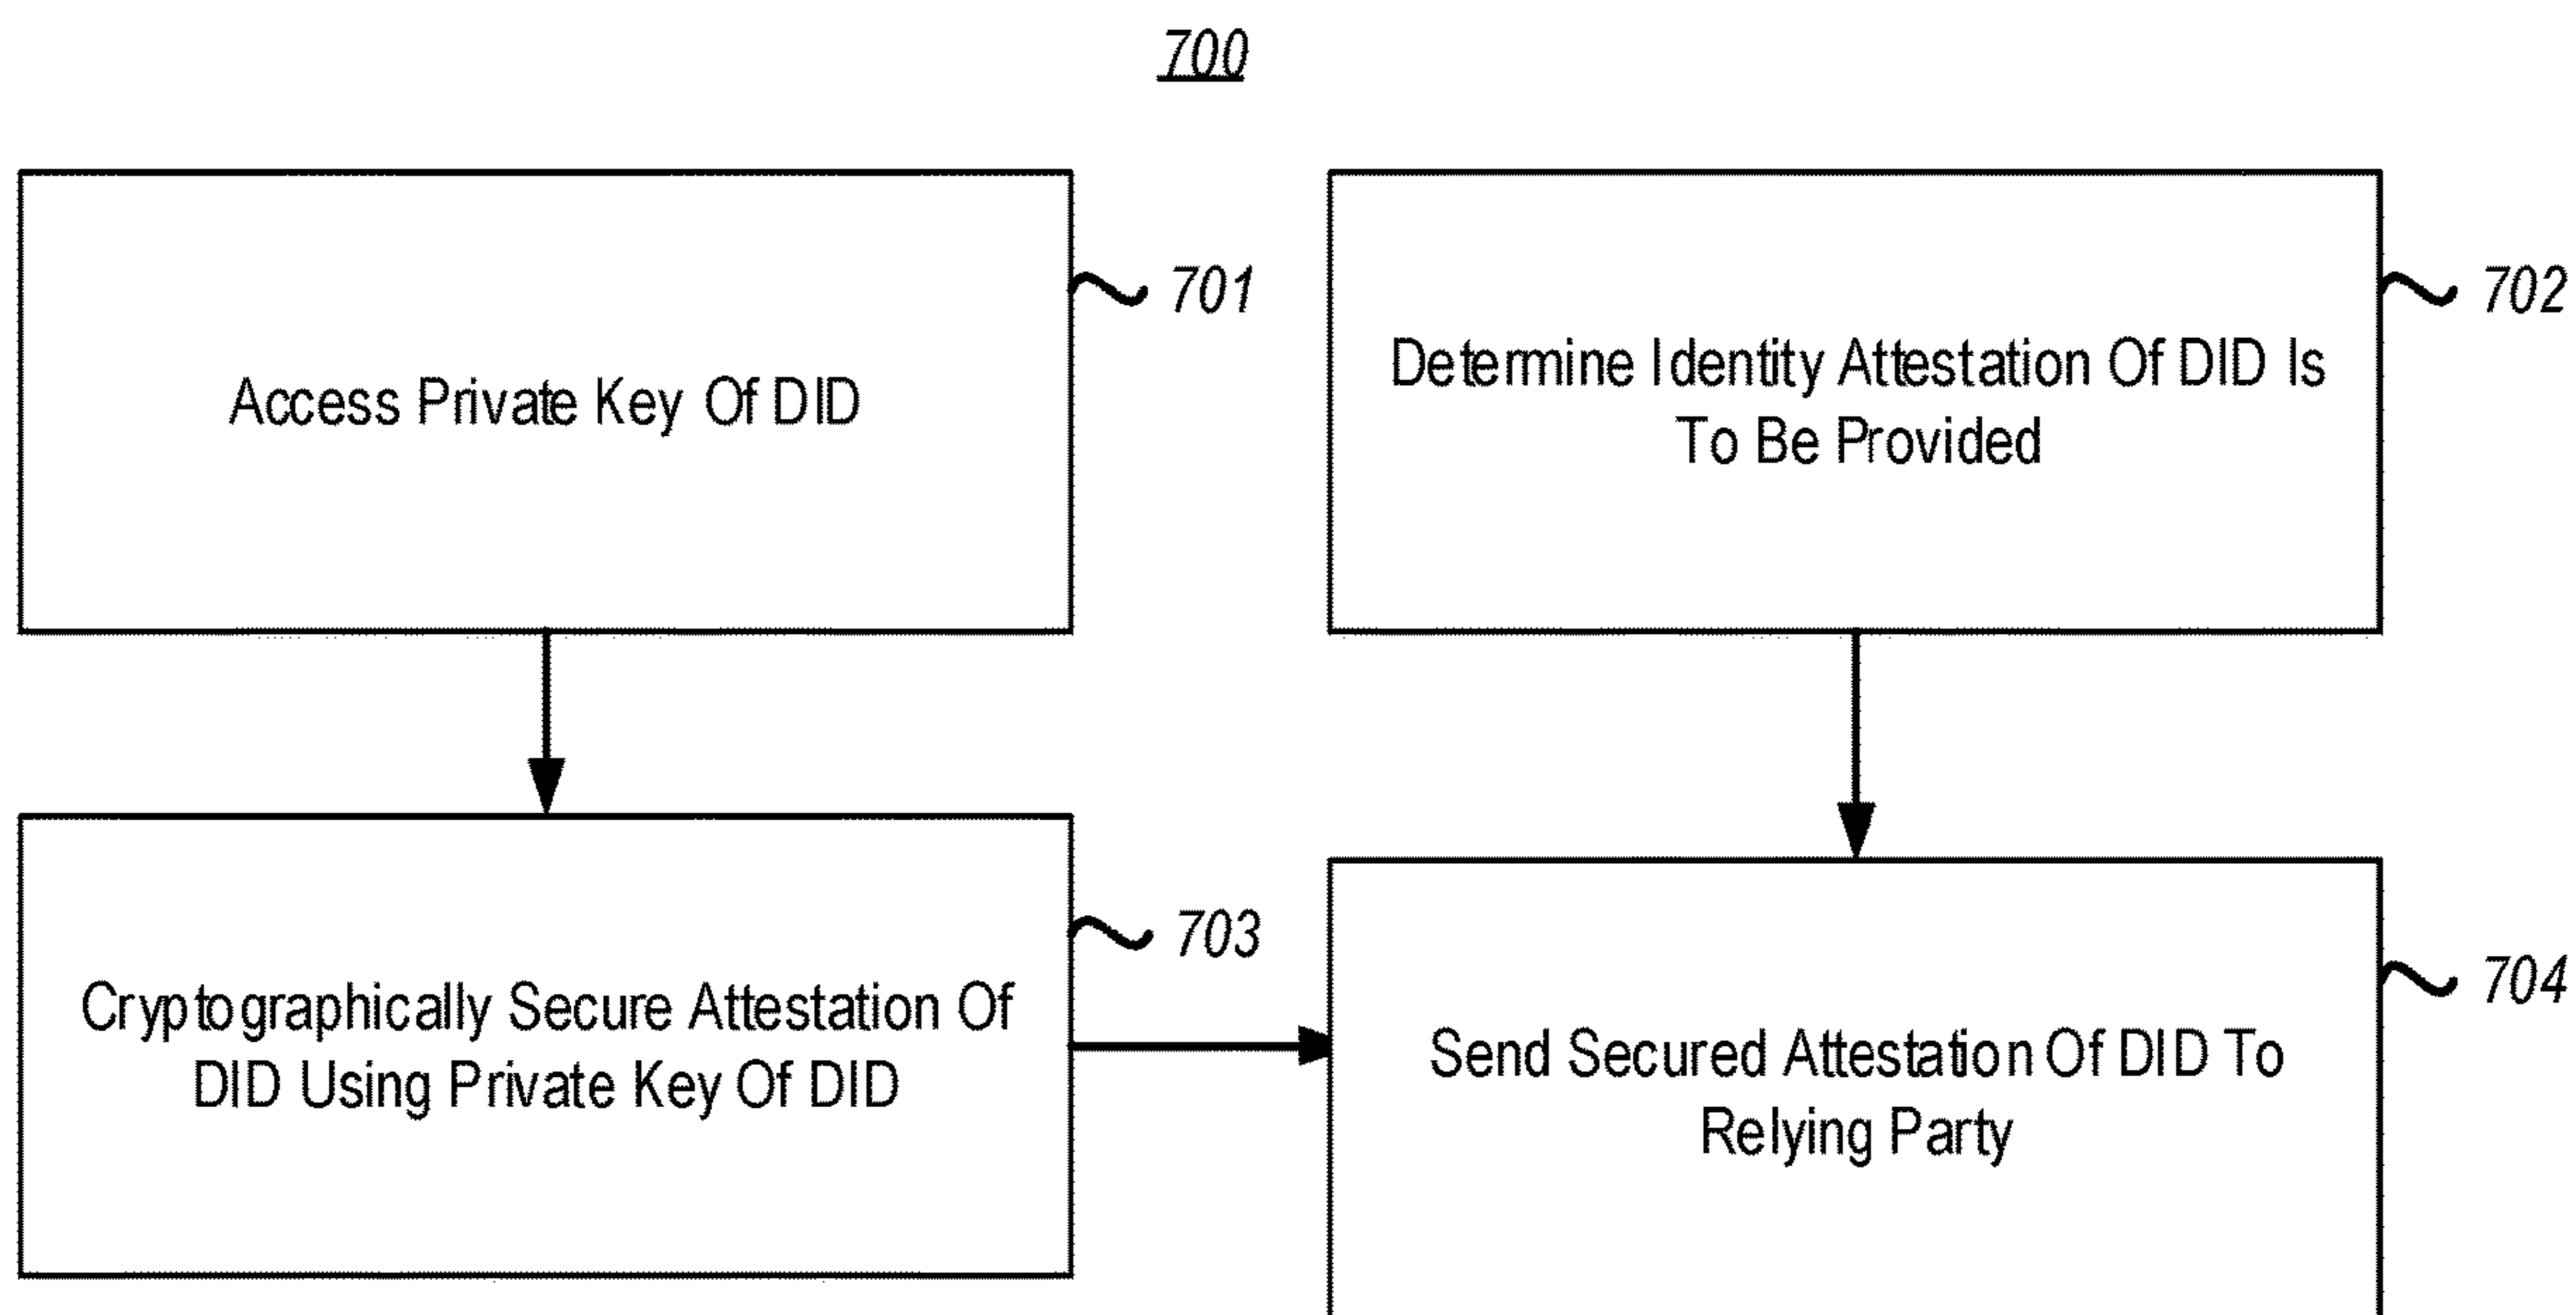 700
Access Private Key Of DID
701
Determine Identity Attestation Of DID Is
To Be Provided
702
Cryptographically Secure Attestation Of
DID Using Private Key Of DID
703
Send Secured Attestation Of DID To
Relying Party
704